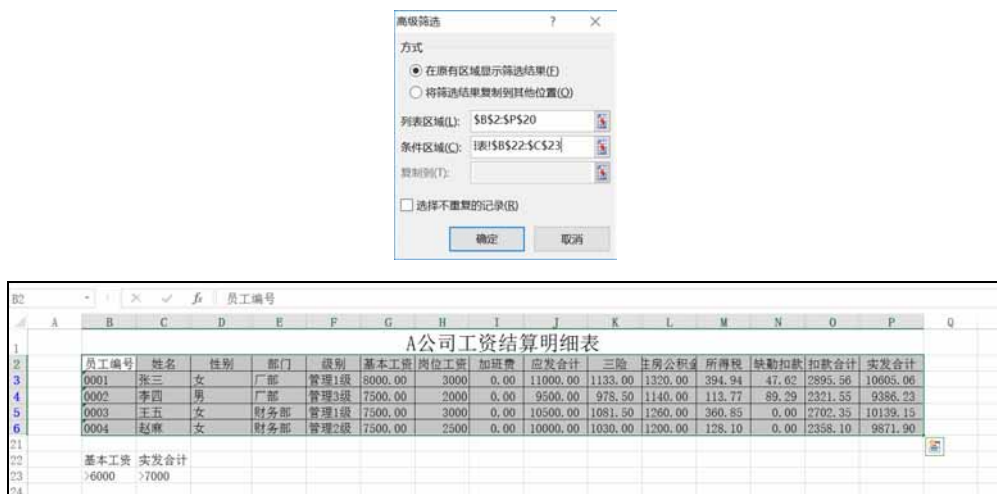 高级筛选 ? ×
方式
在原有区域显示筛选结果(F)
将筛选结果复制到其他位置(O)
列表区域(L): $B$2:$P$20
条件区域(C): 表!$B$22:$C$23
复制到(T):
选择不重复的记录(R)
确定 取消
B2 fx 员工编号
A B C D E F G H I J K L M N O P Q
1 A公司工资结算明细表
2 员工编号 姓名 性别 部门 级别 基本工资 岗位工资 加班费 应发合计 三险 住房公积金 所得税 缺勤扣款 扣款合计 实发合计
3 0001 张三 女 厂部 管理1级 8000.00 3000 0.00 11000.00 1133.00 1320.00 394.94 47.62 2895.56 10605.06
4 0002 李四 男 厂部 管理3级 7500.00 2000 0.00 9500.00 978.50 1140.00 113.77 89.29 2321.55 9386.23
5 0003 王五 女 财务部 管理1级 7500.00 3000 0.00 10500.00 1081.50 1260.00 360.85 0.00 2702.35 10139.15
6 0004 赵麻 女 财务部 管理2级 7500.00 2500 0.00 10000.00 1030.00 1200.00 128.10 0.00 2358.10 9871.90
21
22 基本工资 实发合计
23 >6000 >7000
24